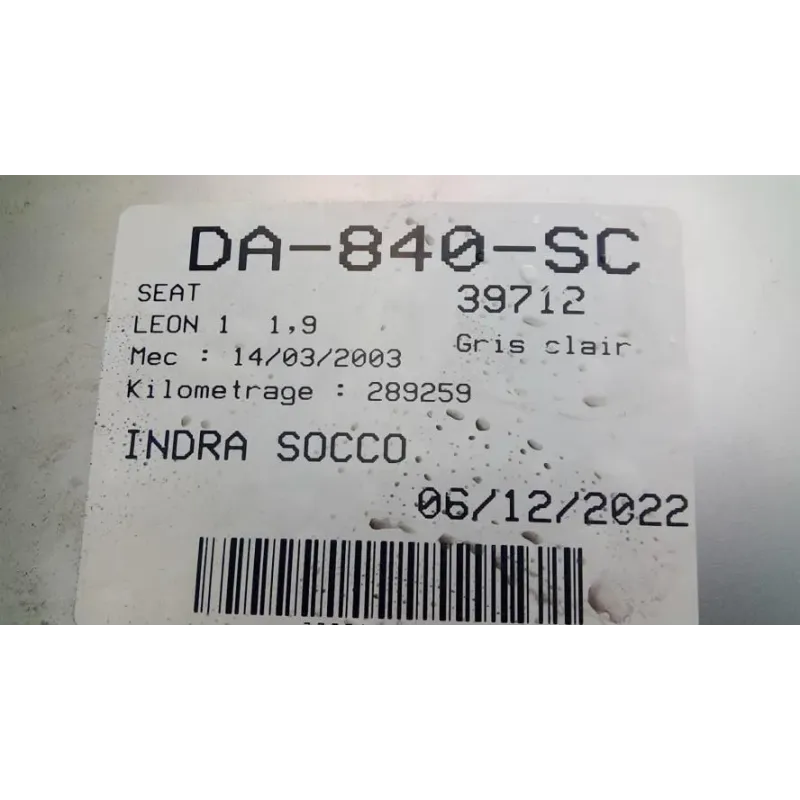 DA-840-SC
SEAT 39712
LEON 1 1,9
Mec : 14/03/2003 Gris clair
Kilometrage : 289259
INDRA SOCCO
06/12/2022